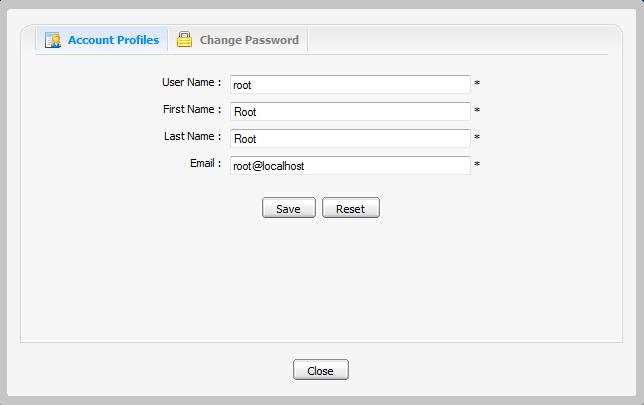 Account Profiles Change Password
User Name : root *
First Name : Root *
Last Name : Root *
Email : root@localhost *
Save Reset
Close